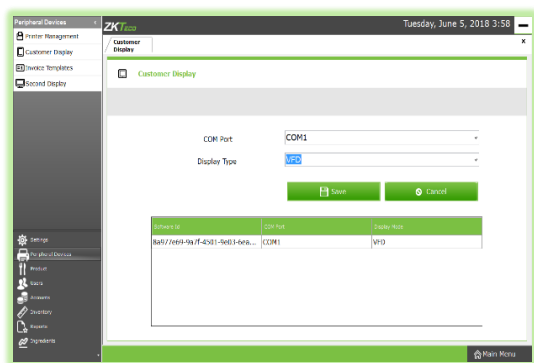 Peripheral Devices
Printer Management
Customer Display
Invoice Templates
Second Display
Settings
Peripheral Devices
Product
Users
Accounts
Inventory
Reports
Ingredients
ZKTeco
Tuesday, June 5, 2018 3:58
Customer
Display
x
Customer Display
COM Port COM1
Display Type VFD
Save Cancel
Software Id COM Port Display Mode
8a977e69-9a7f-4501-9e03-6ea... COM1 VFD
Main Menu